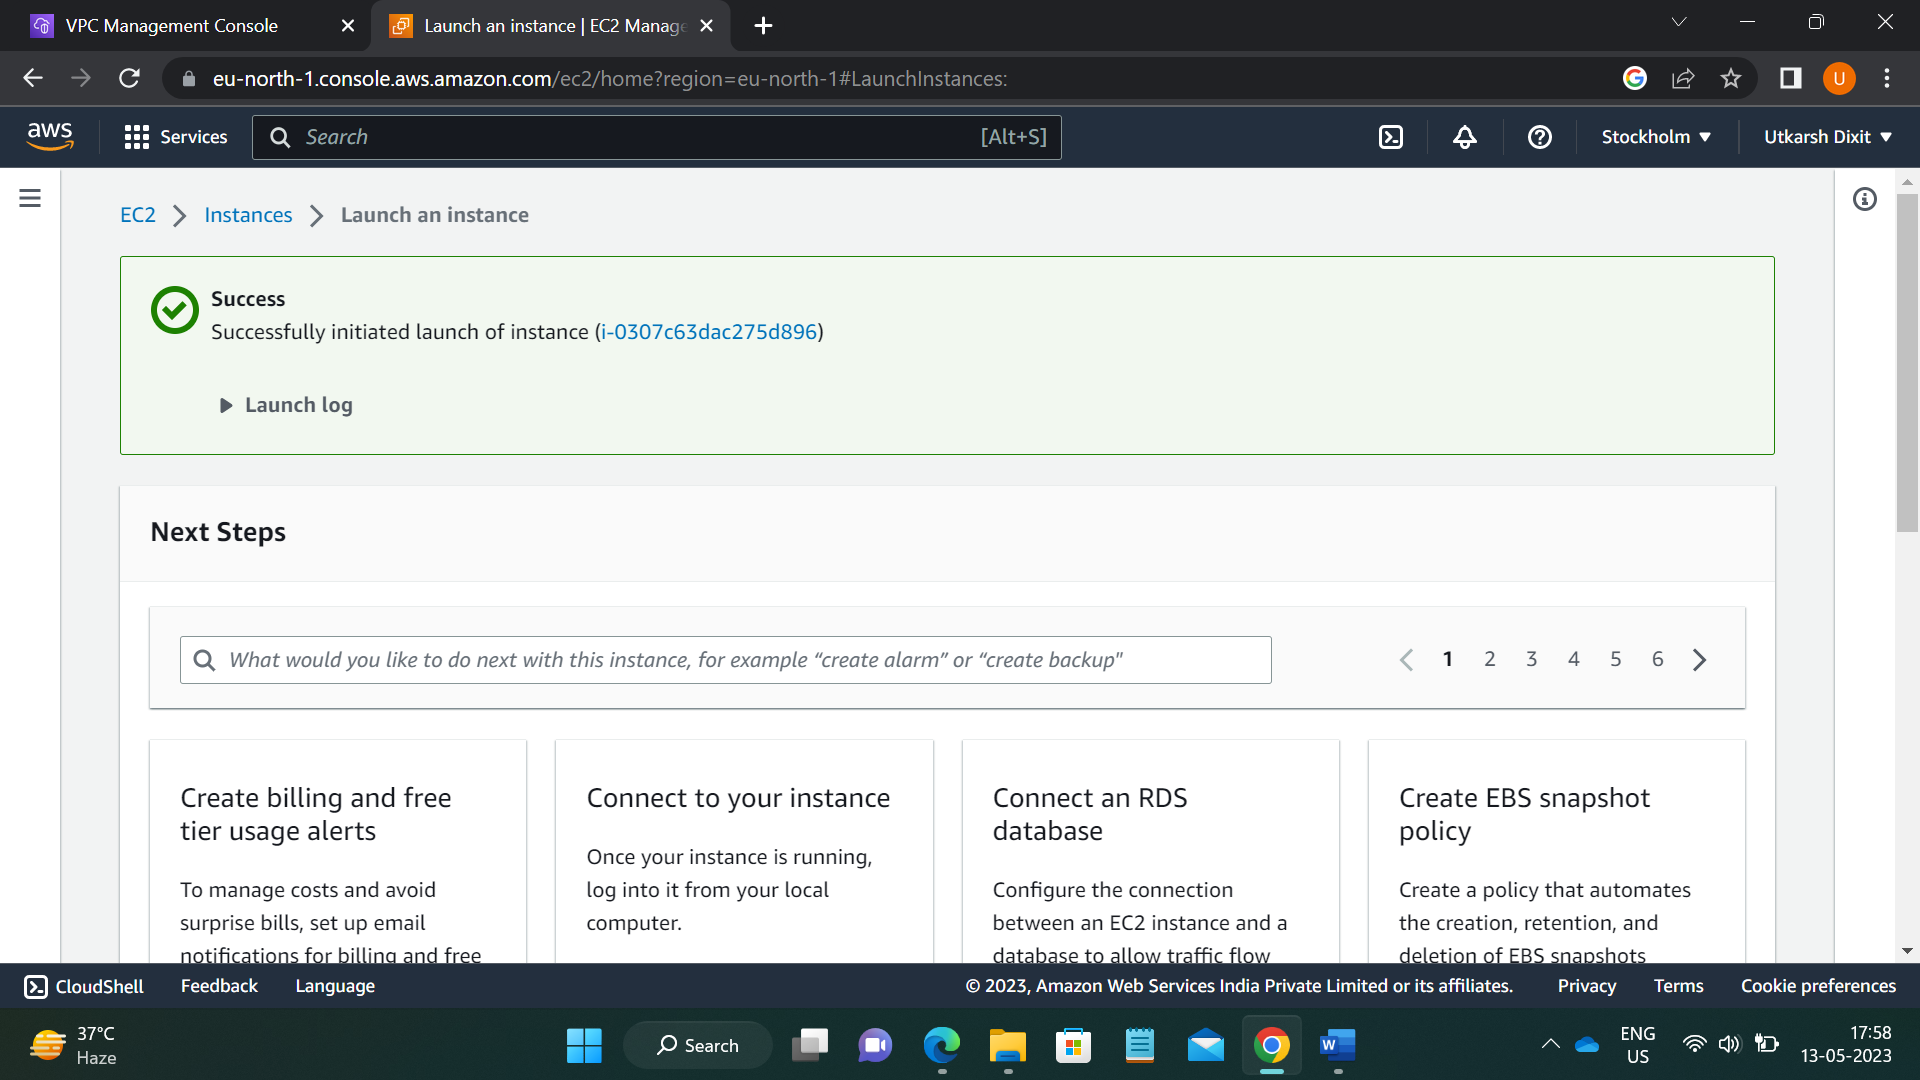 VPC Management Console
Launch an instance | EC2 Manage
eu-north-1.console.aws.amazon.com/ec2/home?region=eu-north-1#LaunchInstances:
U
aws
Services
Search
[Alt+S]
Stockholm
Utkarsh Dixit
EC2
Instances
Launch an instance
Success
Successfully initiated launch of instance (i-0307c63dac275d896)
Launch log
Next Steps
What would you like to do next with this instance, for example “create alarm” or “create backup"
1 2 3 4 5 6
Create billing and free
tier usage alerts
To manage costs and avoid
surprise bills, set up email
notifications for billing and free
Connect to your instance
Once your instance is running,
log into it from your local
computer.
Connect an RDS
database
Configure the connection
between an EC2 instance and a
database to allow traffic flow
Create EBS snapshot
policy
Create a policy that automates
the creation, retention, and
deletion of EBS snapshots
CloudShell
Feedback
Language
© 2023, Amazon Web Services India Private Limited or its affiliates.
Privacy
Terms
Cookie preferences
37°C
Haze
Search
W
ENG
US
17:58
13-05-2023